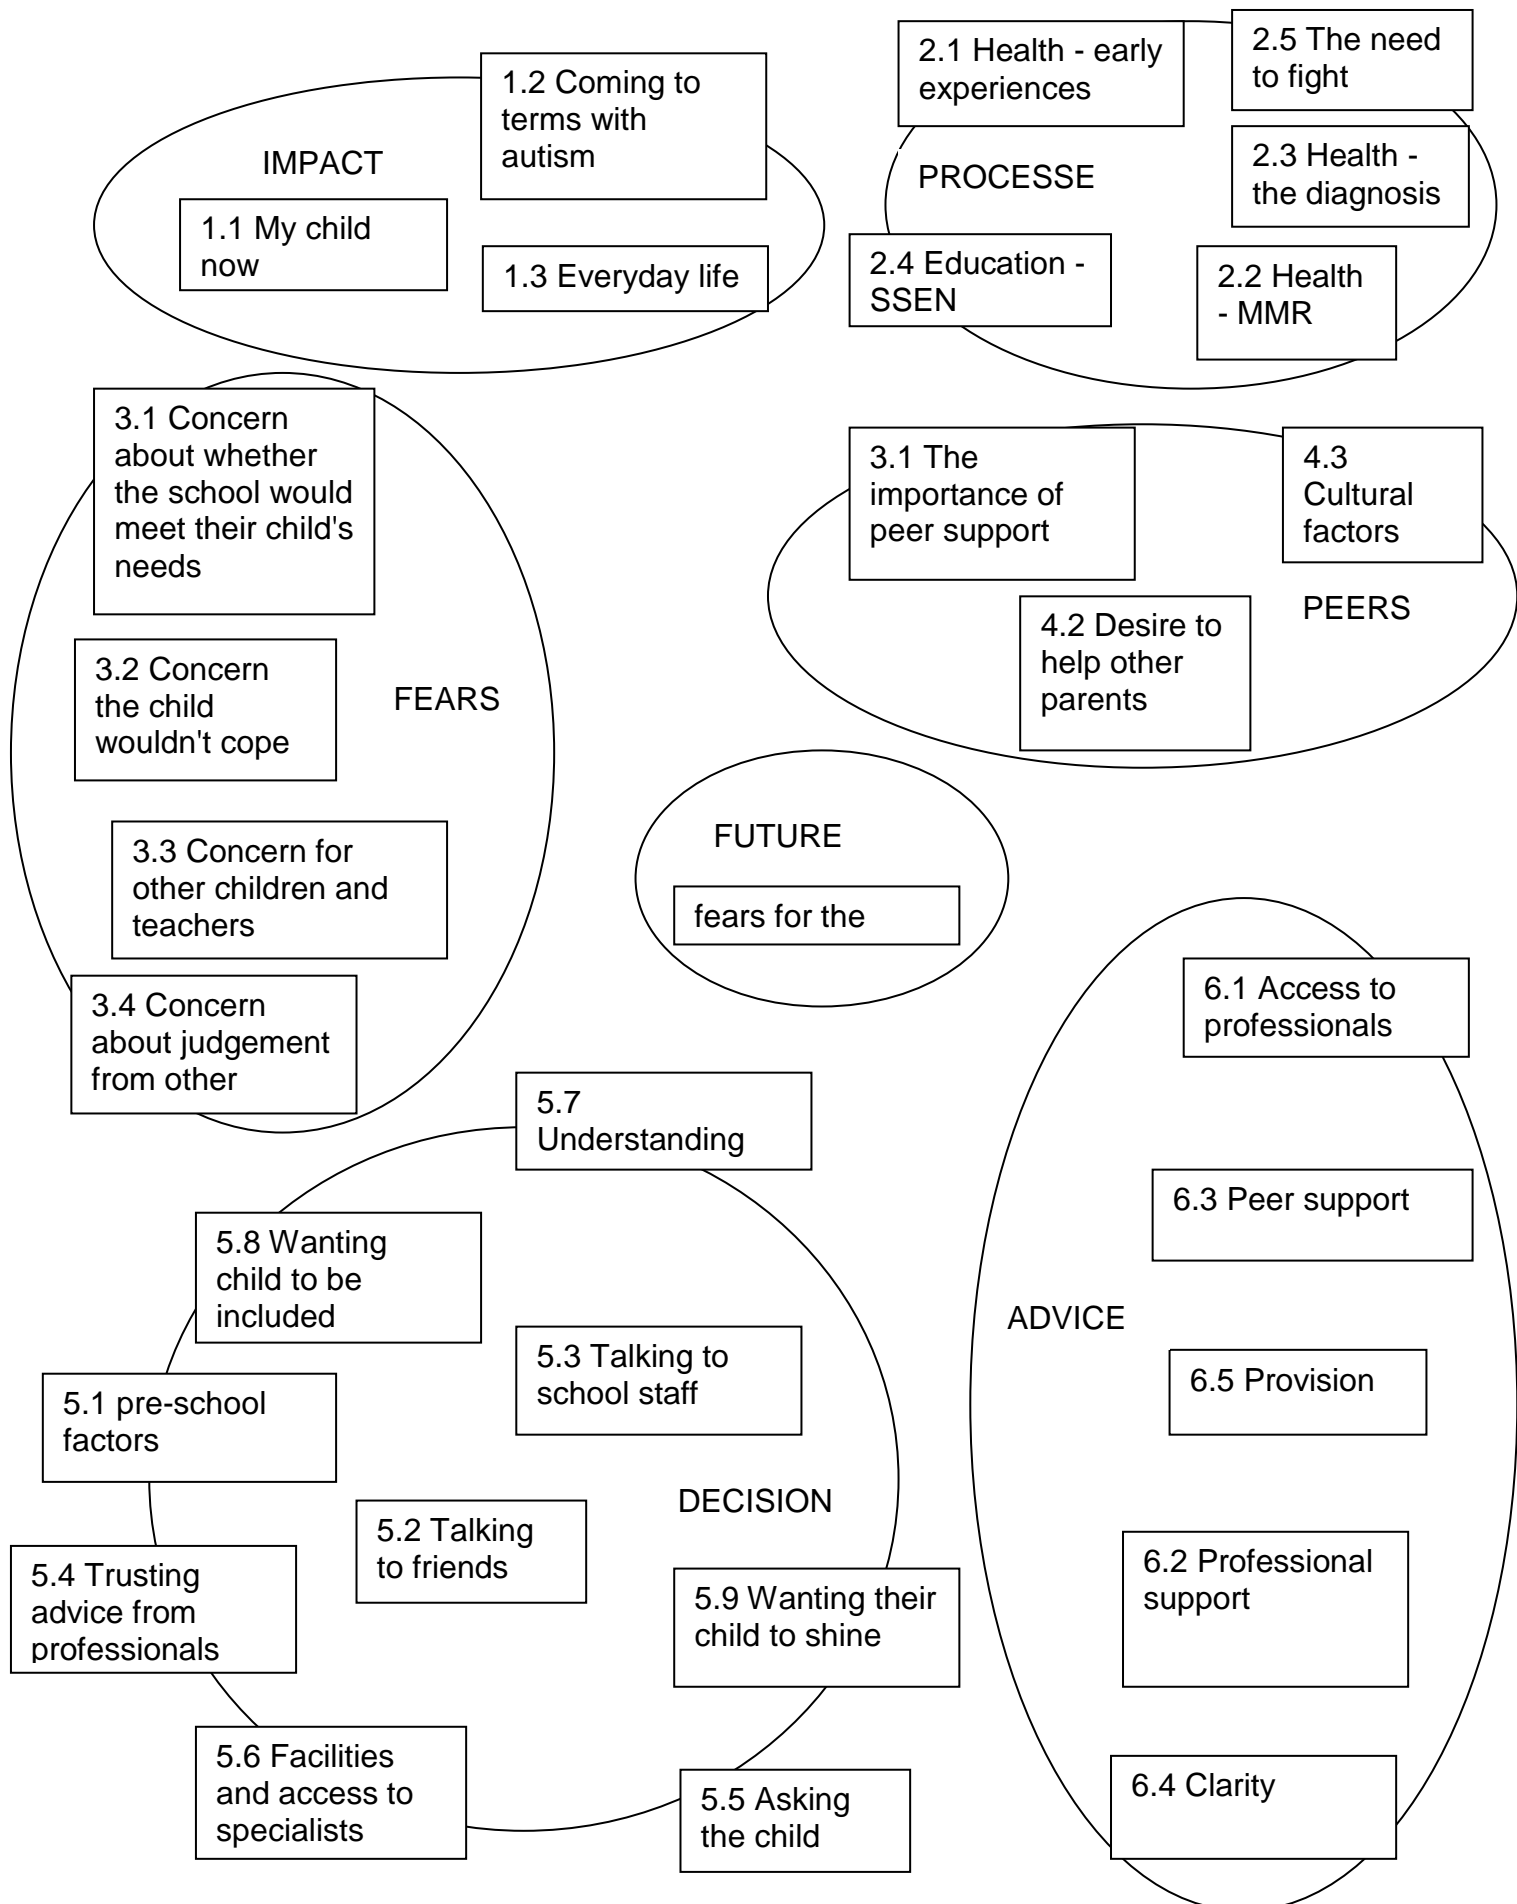 IMPACT
1.2 Coming to
terms with
autism
1.1 My child
now
1.3 Everyday life
2.1 Health - early
experiences
2.5 The need
to fight
PROCESSE
2.3 Health -
the diagnosis
2.4 Education -
SSEN
2.2 Health
- MMR
3.1 Concern
about whether
the school would
meet their child's
needs
3.2 Concern
the child
wouldn't cope
FEARS
3.3 Concern for
other children and
teachers
3.4 Concern
about judgement
from other
3.1 The
importance of
peer support
4.3
Cultural
factors
PEERS
4.2 Desire to
help other
parents
FUTURE
fears for the
5.7
Understanding
5.8 Wanting
child to be
included
5.3 Talking to
school staff
5.1 pre-school
factors
DECISION
5.2 Talking
to friends
5.4 Trusting
advice from
professionals
5.9 Wanting their
child to shine
5.6 Facilities
and access to
specialists
5.5 Asking
the child
6.1 Access to
professionals
6.3 Peer support
ADVICE
6.5 Provision
6.2 Professional
support
6.4 Clarity